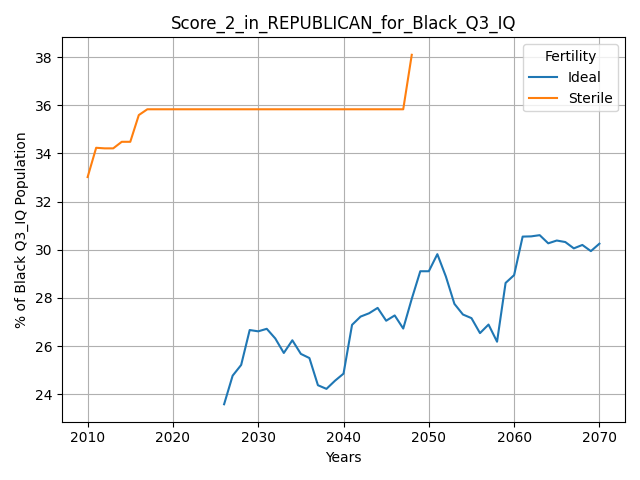 Score_2_in_REPUBLICAN_for_Black_Q3_IQ
Fertility
Ideal
Sterile
% of Black Q3_IQ Population
38
36
34
32
30
28
26
24
2010 2020 2030 2040 2050 2060 2070
Years